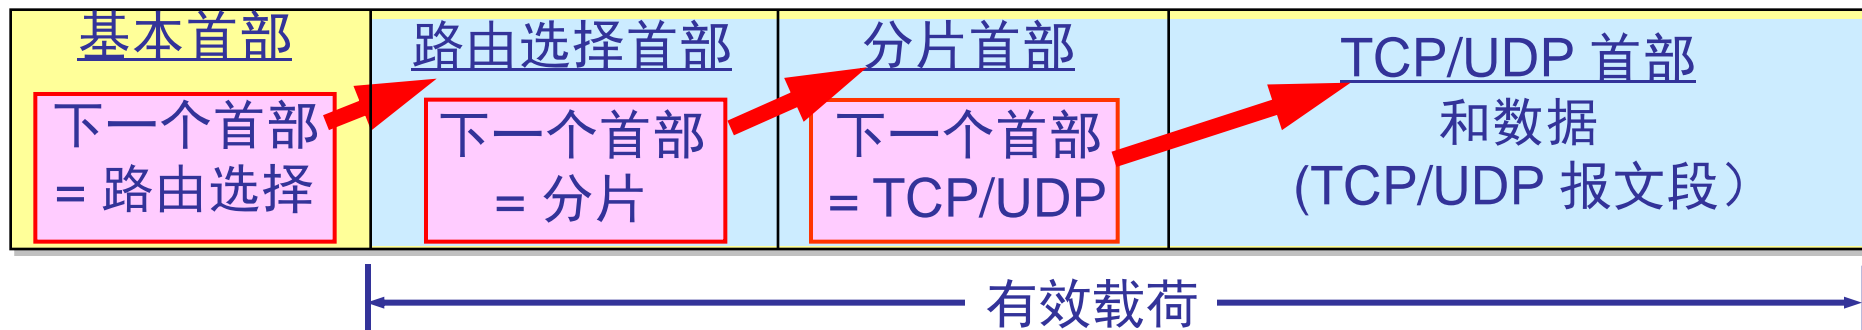 基本首部
下一个首部
= 路由选择
路由选择首部
下一个首部
= 分片
分片首部
下一个首部
= TCP/UDP
TCP/UDP 首部
和数据
(TCP/UDP 报文段）
有效载荷